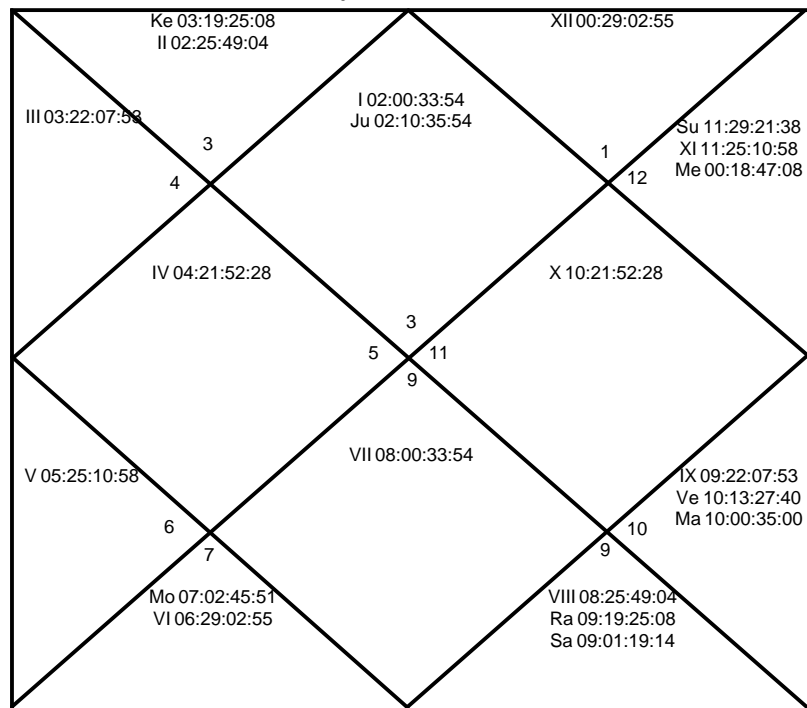 Ke 03:19:25:08
II 02:25:49:04
XII 00:29:02:55
III 03:22:07:53
I 02:00:33:54
Ju 02:10:35:54
Su 11:29:21:38
XI 11:25:10:58
Me 00:18:47:08
3
4
1
12
IV 04:21:52:28
X 10:21:52:28
3
5
11
9
V 05:25:10:58
VII 08:00:33:54
IX 09:22:07:53
Ve 10:13:27:40
Ma 10:00:35:00
6
7
10
9
Mo 07:02:45:51
VI 06:29:02:55
VIII 08:25:49:04
Ra 09:19:25:08
Sa 09:01:19:14